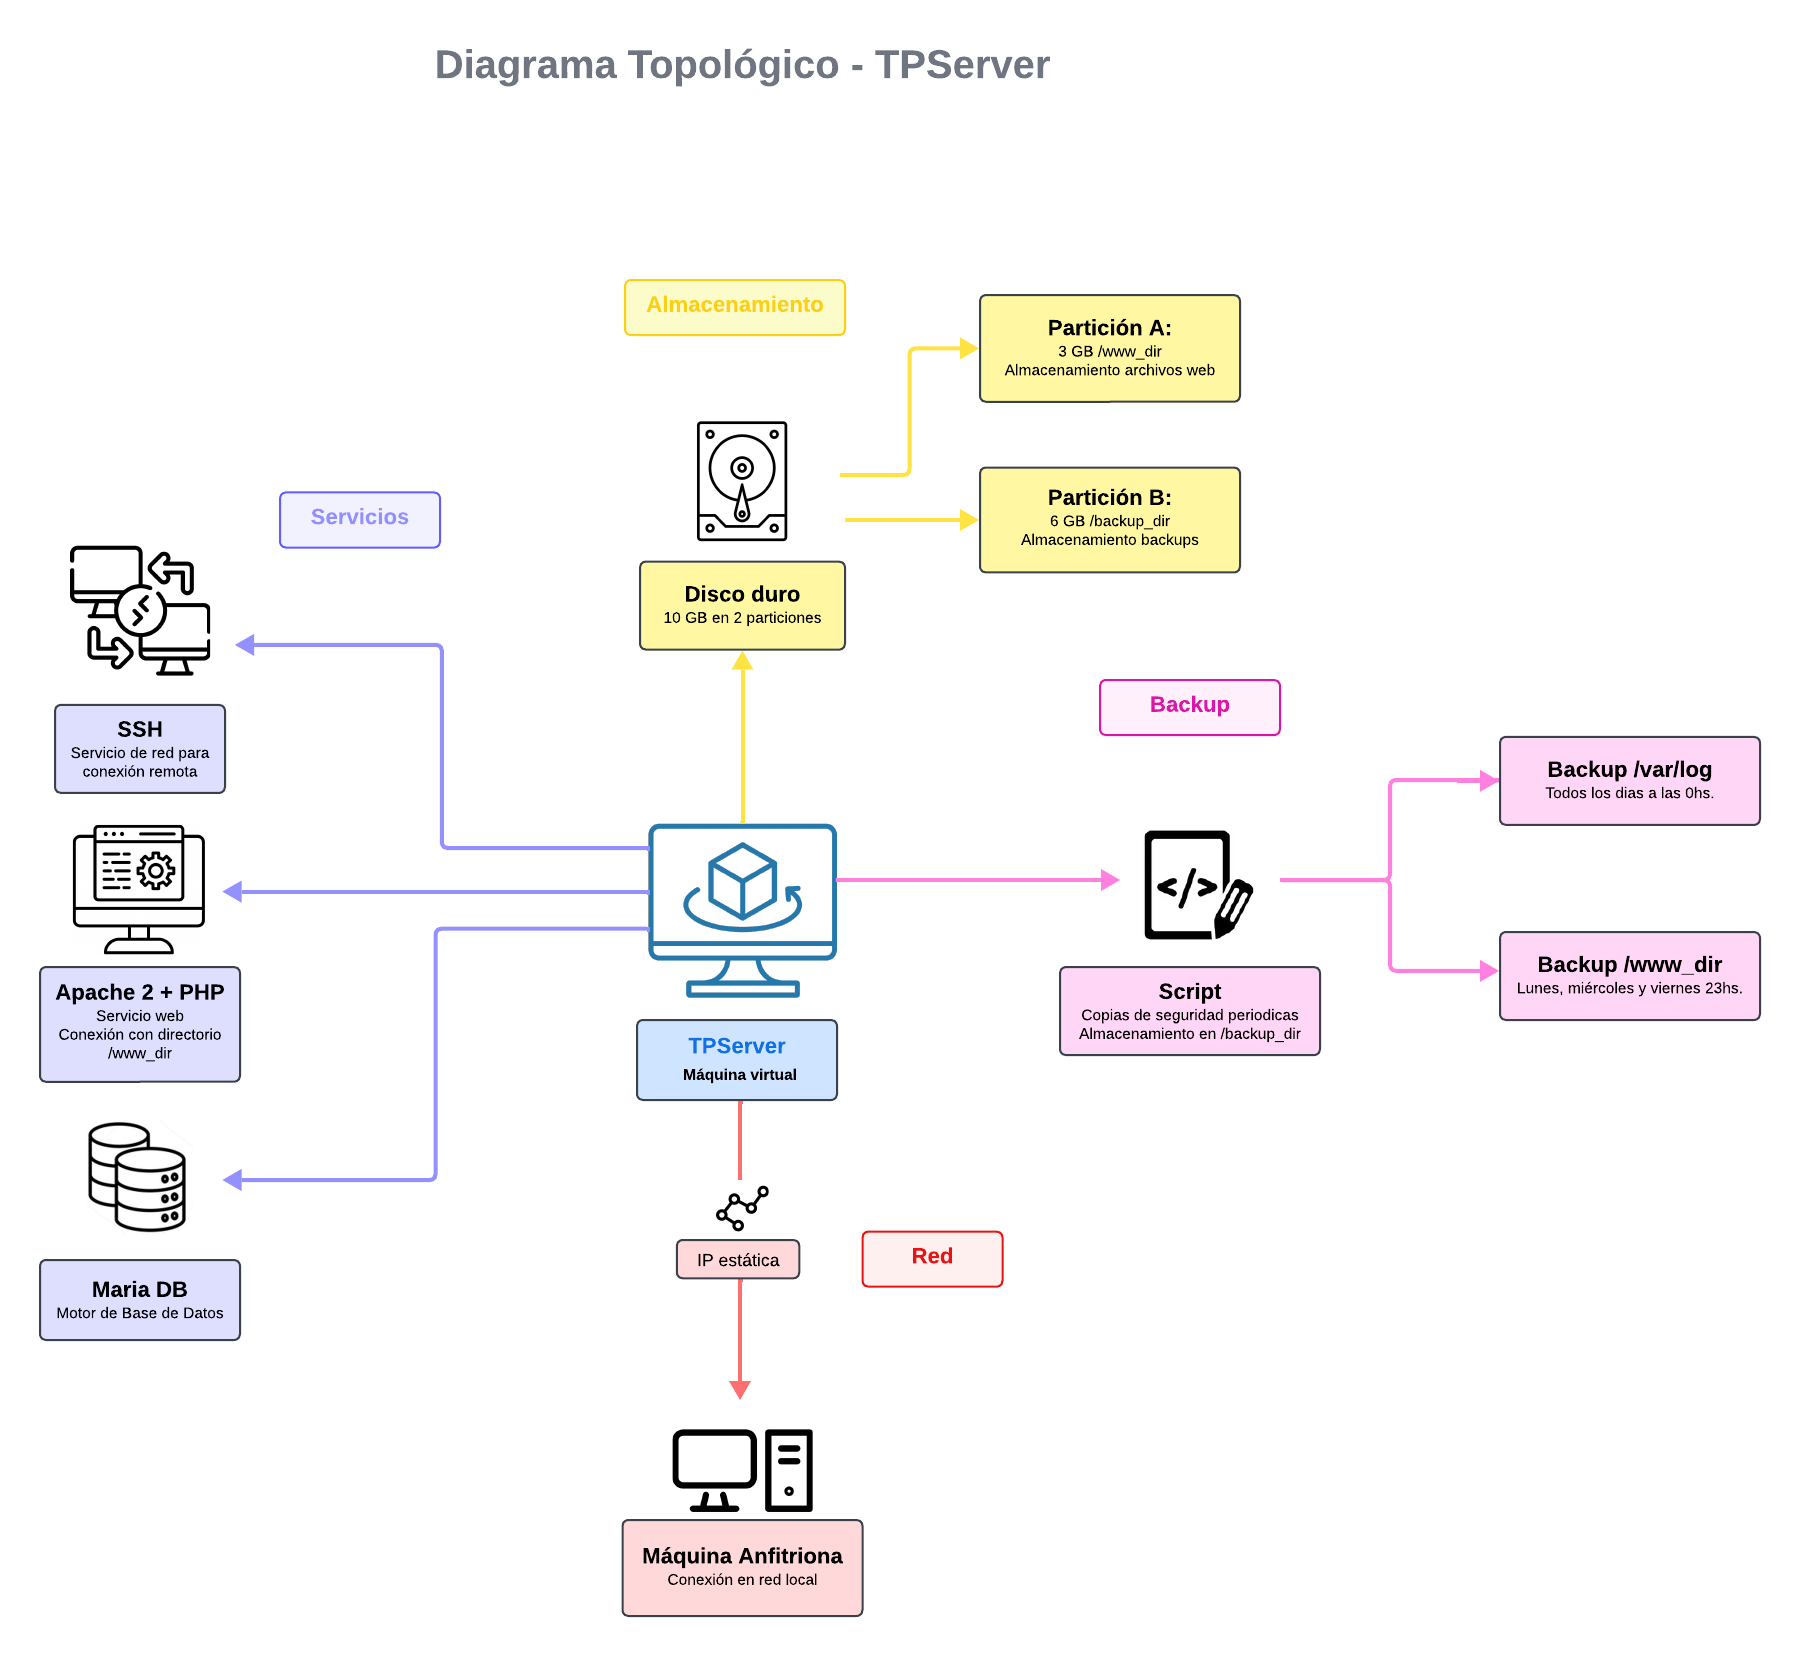 Diagrama Topológico - TPServer
Almacenamiento
Partición A:
3 GB /www_dir
Almacenamiento archivos web
Partición B:
6 GB /backup_dir
Almacenamiento backups
Disco duro
10 GB en 2 particiones
Servicios
SSH
Servicio de red para
conexión remota
Apache 2 + PHP
Servicio web
Conexión con directorio
/www_dir
Maria DB
Motor de Base de Datos
TPServer
Máquina virtual
Backup
</>
Script
Copias de seguridad periodicas
Almacenamiento en /backup_dir
Backup /var/log
Todos los dias a las 0hs.
Backup /www_dir
Lunes, miércoles y viernes 23hs.
IP estática
Red
Máquina Anfitriona
Conexión en red local